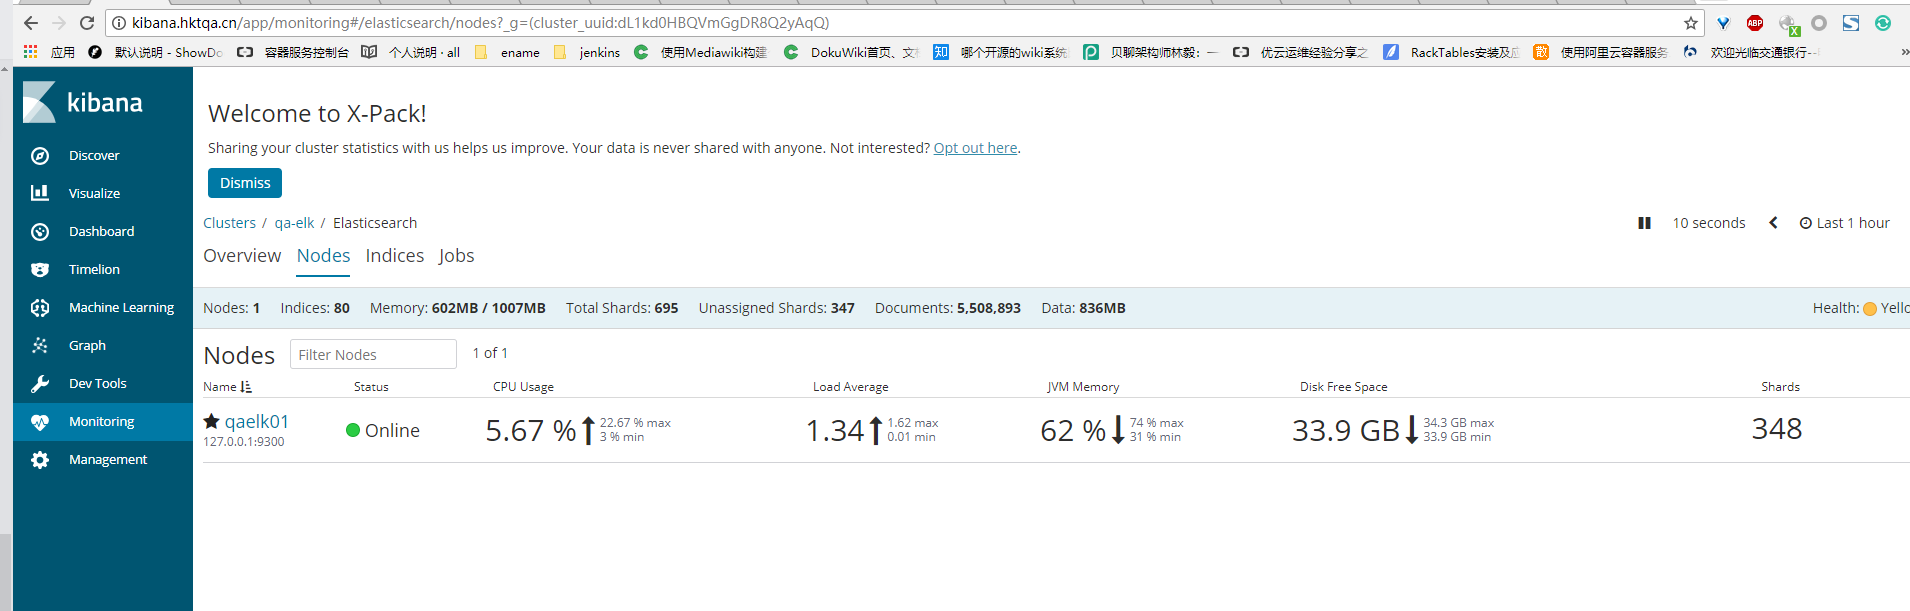 kibana.hktqa.cn/app/monitoring#/elasticsearch/nodes?_g=(cluster_uuid:dL1kd0HBQVmGgDR8Q2yAqQ)
应用 默认说明 - ShowDo 容器服务控制台 个人说明 · all ename jenkins 使用Mediawiki构建 DokuWiki首页、文档 哪个开源的wiki系统 贝聊架构师林毅：一 优云运维经验分享之 RackTables安装及应 使用阿里云容器服务 欢迎光临交通银行-- »
kibana
Discover
Visualize
Dashboard
Timelion
Machine Learning
Graph
Dev Tools
Monitoring
Management
Welcome to X-Pack!
Sharing your cluster statistics with us helps us improve. Your data is never shared with anyone. Not interested? Opt out here.
Dismiss
Clusters / qa-elk / Elasticsearch
10 seconds Last 1 hour
Overview Nodes Indices Jobs
Nodes: 1 Indices: 80 Memory: 602MB / 1007MB Total Shards: 695 Unassigned Shards: 347 Documents: 5,508,893 Data: 836MB Health: Yello
Nodes Filter Nodes 1 of 1
Name Status CPU Usage Load Average JVM Memory Disk Free Space Shards
qaelk01 Online 5.67 % 22.67 % max 1.34 1.62 max 62 % 74 % max 33.9 GB 34.3 GB max 348
127.0.0.1:9300 3 % min 0.01 min 31 % min 33.9 GB min